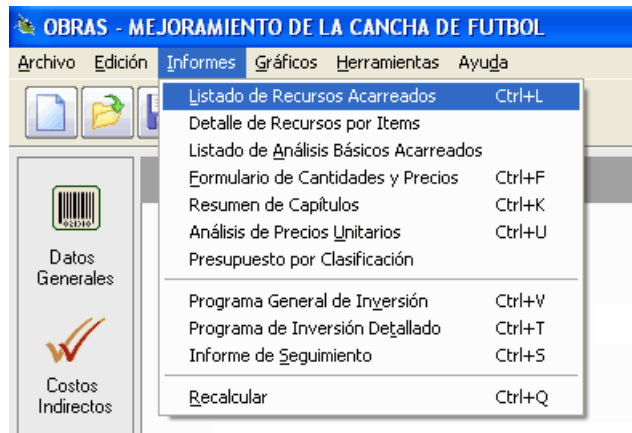 OBRAS - MEJORAMIENTO DE LA CANCHA DE FUTBOL
Archivo Edición Informes Gráficos Herramientas Ayuda
Listado de Recursos Acarreados Ctrl+L
Detalle de Recursos por Items
Listado de Análisis Básicos Acarreados
Formulario de Cantidades y Precios Ctrl+F
Resumen de Capítulos Ctrl+K
Análisis de Precios Unitarios Ctrl+U
Presupuesto por Clasificación
Programa General de Inversión Ctrl+V
Programa de Inversión Detallado Ctrl+T
Informe de Seguimiento Ctrl+S
Recalcular Ctrl+Q
Datos
Generales
Costos
Indirectos